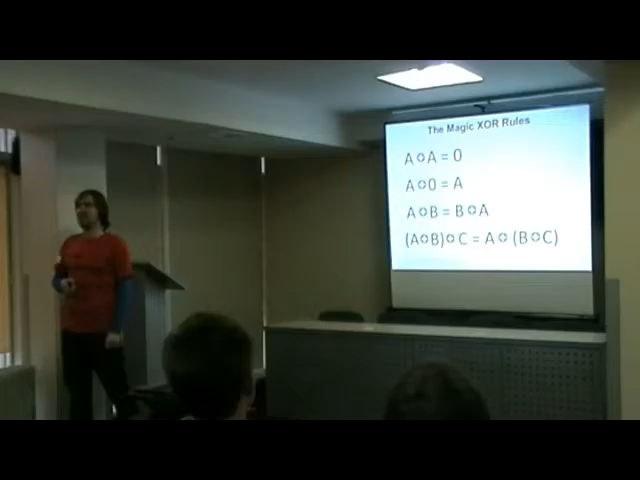 The Magic XOR Rules
A⊕A = 0
A⊕0 = A
A⊕B = B⊕A
(A⊕B)⊕ C = A⊕ (B⊕C)